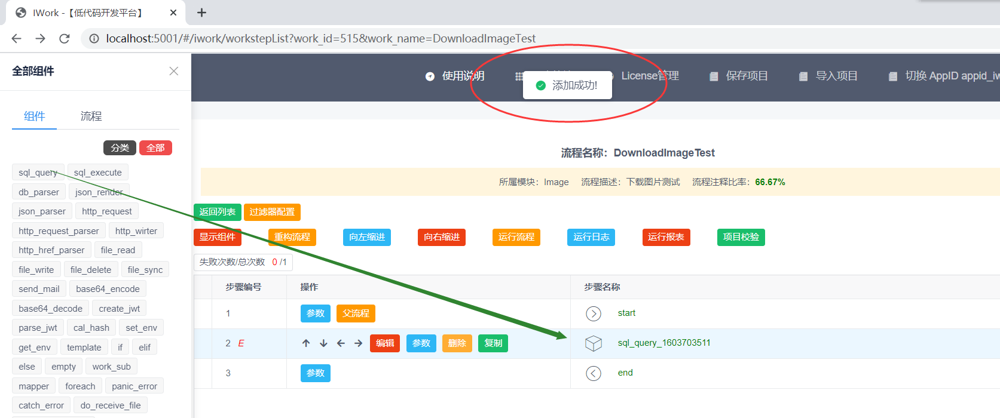 IWork -【低代码开发平台】
localhost:5001/#/iwork/workstepList?work_id=515&work_name=DownloadImageTest
全部组件
使用说明 License管理 保存项目 导入项目 切换 AppID appid_iw
添加成功!
组件 流程
分类 全部
sql_query sql_execute
db_parser json_render
json_parser http_request
http_request_parser http_wirter
http_href_parser file_read
file_write file_delete file_sync
send_mail base64_encode
base64_decode create_jwt
parse_jwt cal_hash set_env
get_env template if elif
else empty work_sub
mapper foreach panic_error
catch_error do_receive_file
流程名称：DownloadImageTest
所属模块：Image 流程描述：下载图片测试 流程注释比率：66.67%
返回列表 过滤器配置
显示组件 重构流程 向左缩进 向右缩进 运行流程 运行日志 运行报表 项目校验
失败次数/总次数 0 /1
步骤编号 操作 步骤名称
1 参数 父流程 start
2 E 编辑 参数 删除 复制 sql_query_1603703511
3 参数 end